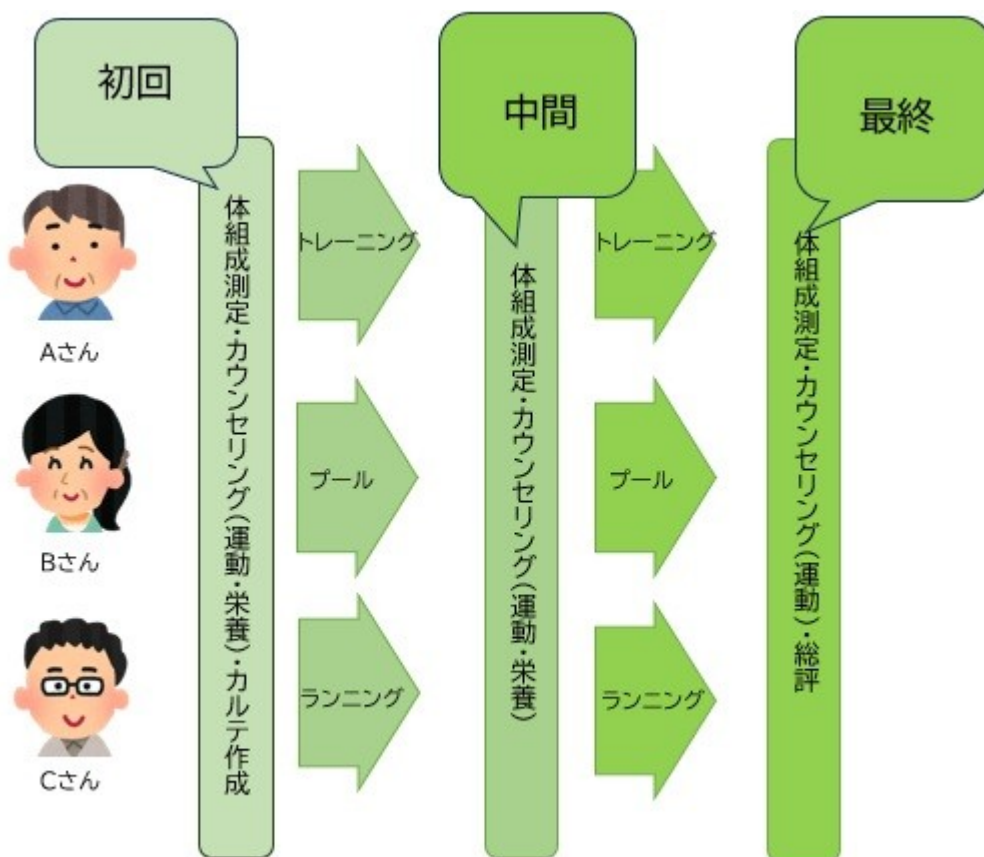 初回
中間
最終
体組成測定・カウンセリング(運動・栄養)・カルテ作成
体組成測定・カウンセリング(運動・栄養)
体組成測定・カウンセリング(運動)・総評
Aさん
トレーニング
トレーニング
Bさん
プール
プール
Cさん
ランニング
ランニング